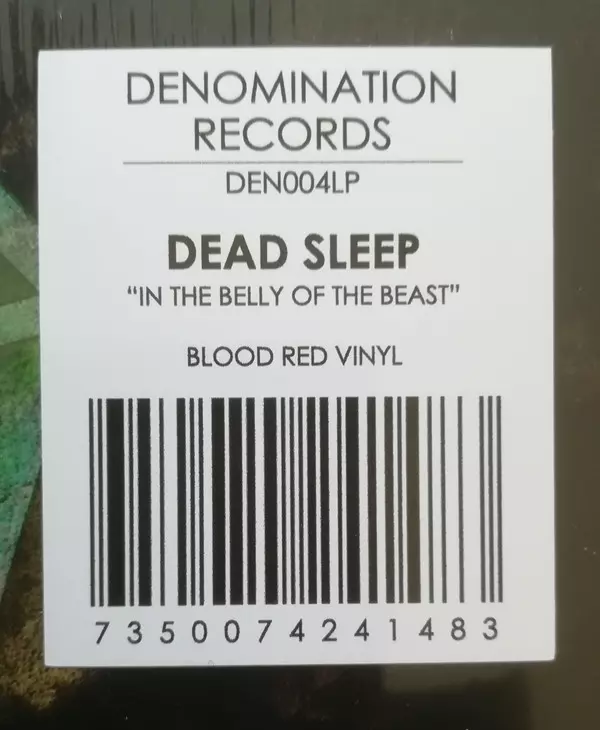 DENOMINATION
RECORDS
DEN004LP
DEAD SLEEP
“IN THE BELLY OF THE BEAST”
BLOOD RED VINYL
7350074241483